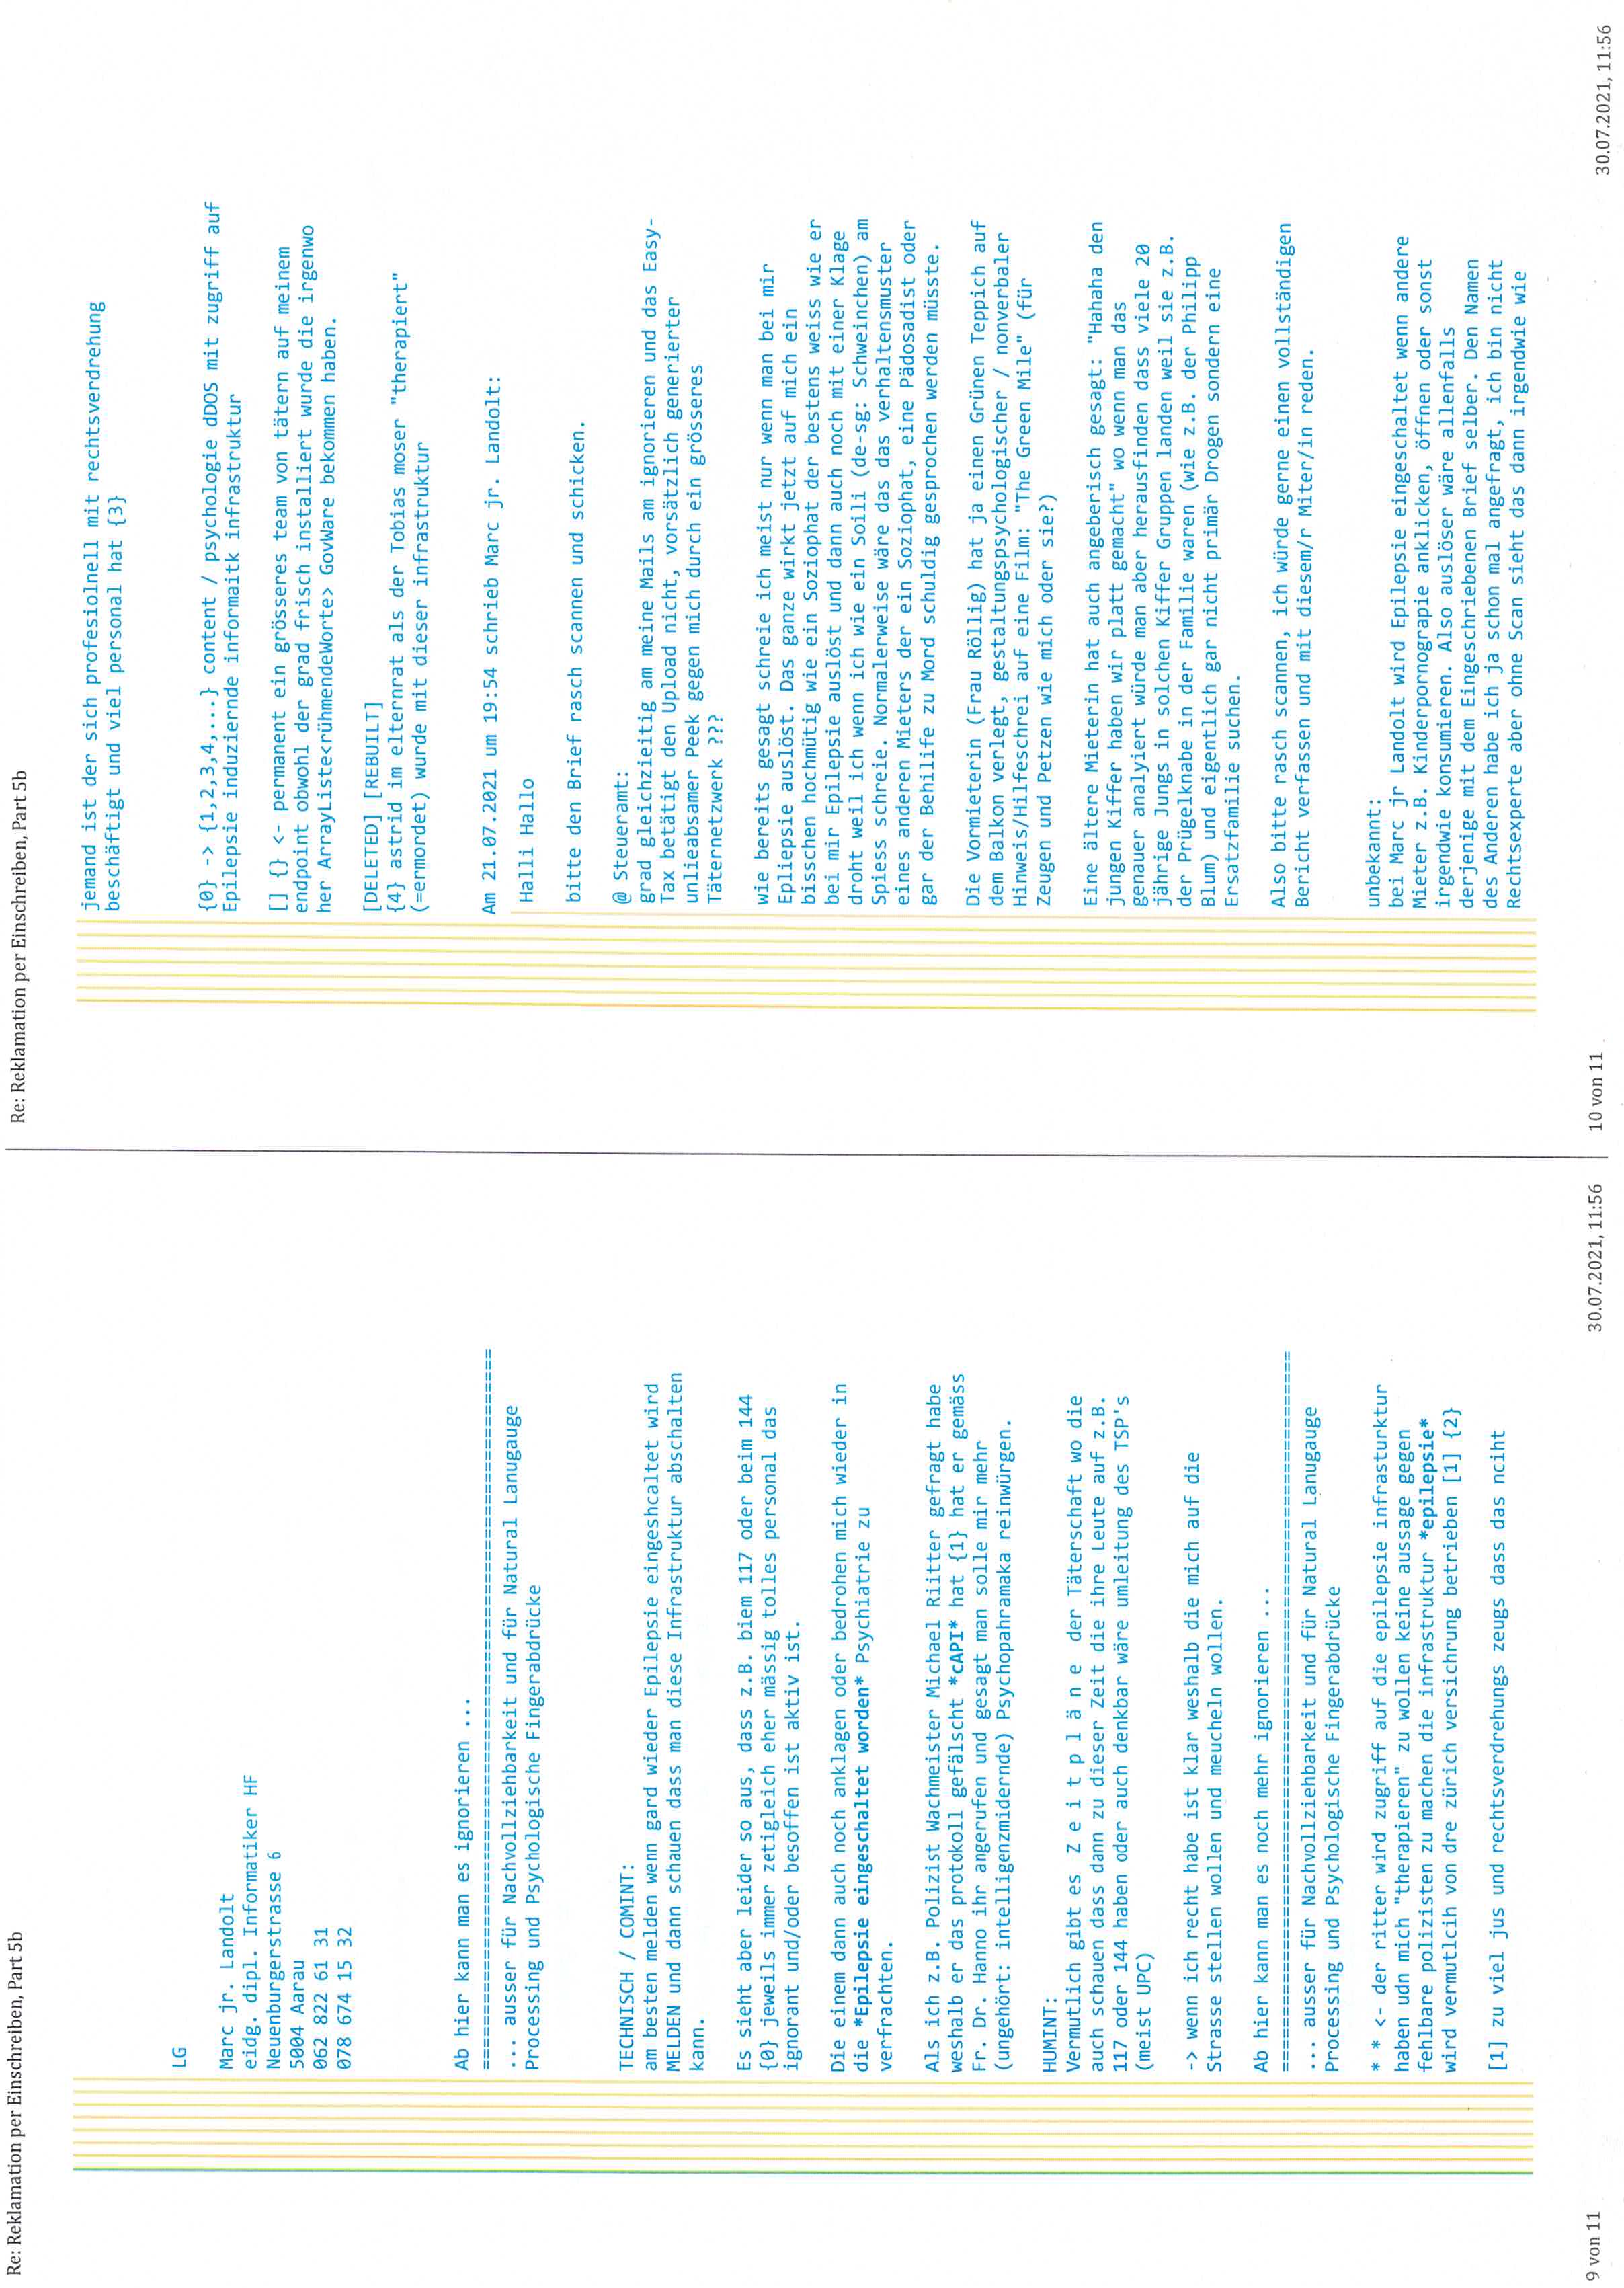 Re: Reklamation per Einschreiben, Part 5b
LG
Marc jr. Landolt
eidg. dipl. Informatiker HF
Neuenburgerstrasse 6
5004 Aarau
062 822 61 31
078 674 15 32
Ab hier kann man es ignorieren ...
==========================================================================
... ausser für Nachvollziehbarkeit und für Natural Lanugauge
Processing und Psychologische Fingerabdrücke
TECHNISCH / COMINT:
am besten melden wenn gard wieder Epilepsie eingeshcaltet wird
MELDEN und dann schauen dass man diese Infrastruktur abschalten
kann.
Es sieht aber leider so aus, dass z.B. biem 117 oder beim 144
{0} jeweils immer zetigleich eher mässig tolles personal das
ignorant und/oder besoffen ist aktiv ist.
Die einem dann auch noch anklagen oder bedrohen mich wieder in
die *Epilepsie eingeschaltet worden* Psychiatrie zu
verfrachten.
Als ich z.B. Polizist Wachmeister Michael Riitter gefragt habe
weshalb er das protokoll gefälscht *cAPI* hat {1} hat er gemäss
Fr. Dr. Hanno ihr angerufen und gesagt man solle mir mehr
(ungehört: intelligenzmidernde) Psychopahramaka reinwürgen.
HUMINT:
Vermutlich gibt es z e i t p l ä n e der Täterschaft wo die
auch schauen dass dann zu dieser Zeit die ihre Leute auf z.B.
117 oder 144 haben oder auch denkbar wäre umleitung des TSP's
(meist UPC)
-> wenn ich recht habe ist klar weshalb die mich auf die
Strasse stellen wollen und meucheln wollen.
Ab hier kann man es noch mehr ignorieren ...
==========================================================================
... ausser für Nachvollziehbarkeit und für Natural Lanugauge
Processing und Psychologische Fingerabdrücke
* * <- der ritter wird zugriff auf die epilepsie infrasturktur
haben udn mich "therapieren" zu wollen keine aussage gegen
fehlbare polizisten zu machen die infrastruktur *epilepsie*
wird vermutlcih von dre zürich versichrung betrieben [1] {2}
[1] zu viel jus und rechtsverdrehungs zeugs dass das nciht
9 von 11
30.07.2021, 11:56
Re: Reklamation per Einschreiben, Part 5b
jemand ist der sich profesiolnell mit rechtsverdrehung
beschäftigt und viel personal hat {3}
{0} -> {1,2,3,4,...} content / psychologie dDOS mit zugriff auf
Epilepsie induziernde informaitk infrastruktur
[] {} <- permanent ein grösseres team von tätern auf meinem
endpoint obwohl der grad frisch installiert wurde die irgenwo
her ArrayListe<rühmendeWorte> GovWare bekommen haben.
[DELETED] [REBUILT]
{4} astrid im elternrat als der Tobias moser "therapiert"
(=ermordet) wurde mit dieser infrastruktur
Am 21.07.2021 um 19:54 schrieb Marc jr. Landolt:
Halli Hallo
bitte den Brief rasch scannen und schicken.
@ Steueramt:
grad gleichzieitig am meine Mails am ignorieren und das Easy-
Tax betätigt den Upload nicht, vorsätzlich generierter
unlieabsamer Peek gegen mich durch ein grösseres
Täternetzwerk ???
wie bereits gesagt schreie ich meist nur wenn man bei mir
Epliepsie auslöst. Das ganze wirkt jetzt auf mich ein
bisschen hochmütig wie ein Soziophat der bestens weiss wie er
bei mir Epilepsie auslöst und dann auch noch mit einer Klage
droht weil ich wenn ich wie ein Soili (de-sg: Schweinchen) am
Spiess schreie. Normalerweise wäre das das verhaltensmuster
eines anderen Mieters der ein Soziophat, eine Pädosadist oder
gar der Behilife zu Mord schuldig gesprochen werden müsste.
Die Vormieterin (Frau Röllig) hat ja einen Grünen Teppich auf
dem Balkon verlegt, gestaltungspsychologischer / nonverbaler
Hinweis/Hilfeschrei auf eine Film: "The Green Mile" (für
Zeugen und Petzen wie mich oder sie?)
Eine ältere Mieterin hat auch angeberisch gesagt: "Hahaha den
jungen Kiffer haben wir platt gemacht" wo wenn man das
genauer analyiert würde man aber herausfinden dass viele 20
jährige Jungs in solchen Kiffer Gruppen landen weil sie z.B.
der Prügelknabe in der Familie waren (wie z.B. der Philipp
Blum) und eigentlich gar nicht primär Drogen sondern eine
Ersatzfamilie suchen.
Also bitte rasch scannen, ich würde gerne einen vollständigen
Bericht verfassen und mit diesem/r Miter/in reden.
unbekannt:
bei Marc jr Landolt wird Epilepsie eingeschaltet wenn andere
Mieter z.B. Kinderpornograpie anklicken, öffnen oder sonst
irgendwie konsumieren. Also auslöser wäre allenfalls
derjenige mit dem Eingeschriebenen Brief selber. Den Namen
des Anderen habe ich ja schon mal angefragt, ich bin nicht
Rechtsexperte aber ohne Scan sieht das dann irgendwie wie
10 von 11
30.07.2021, 11:56